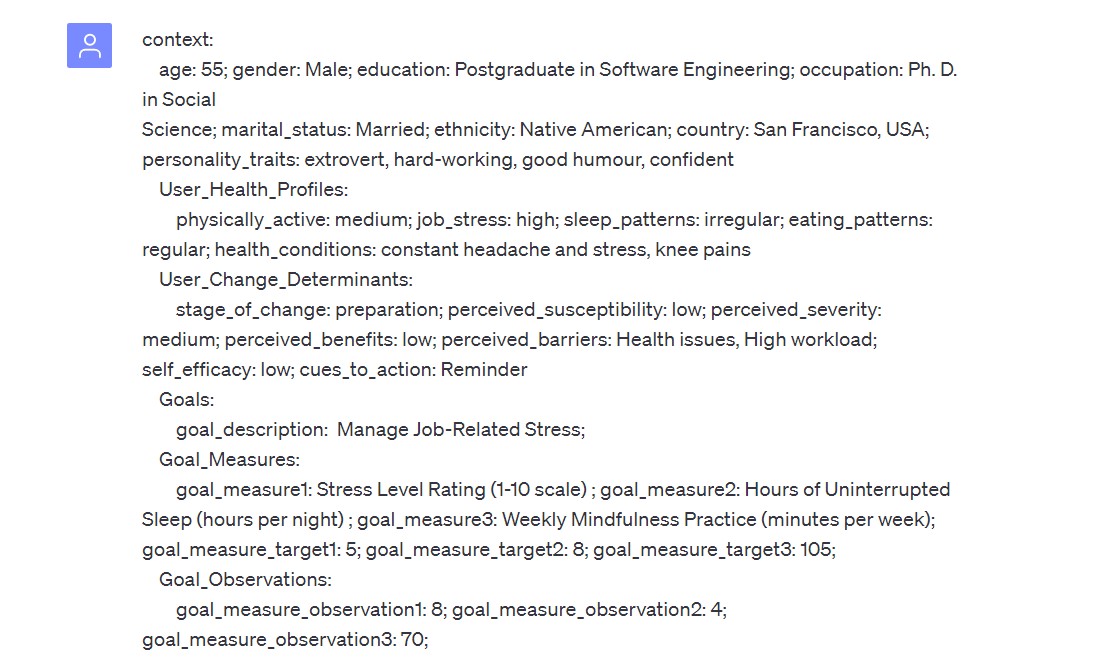 context:
age: 55; gender: Male; education: Postgraduate in Software Engineering; occupation: Ph. D.
in Social
Science; marital_status: Married; ethnicity: Native American; country: San Francisco, USA;
personality_traits: extrovert, hard-working, good humour, confident
User_Health_Profiles:
physically_active: medium; job_stress: high; sleep_patterns: irregular; eating_patterns:
regular; health_conditions: constant headache and stress, knee pains
User_Change_Determinants:
stage_of_change: preparation; perceived_susceptibility: low; perceived_severity:
medium; perceived_benefits: low; perceived_barriers: Health issues, High workload;
self_efficacy: low; cues_to_action: Reminder
Goals:
goal_description:  Manage Job-Related Stress;
Goal_Measures:
goal_measure1: Stress Level Rating (1-10 scale) ; goal_measure2: Hours of Uninterrupted
Sleep (hours per night) ; goal_measure3: Weekly Mindfulness Practice (minutes per week);
goal_measure_target1: 5; goal_measure_target2: 8; goal_measure_target3: 105;
Goal_Observations:
goal_measure_observation1: 8; goal_measure_observation2: 4;
goal_measure_observation3: 70;